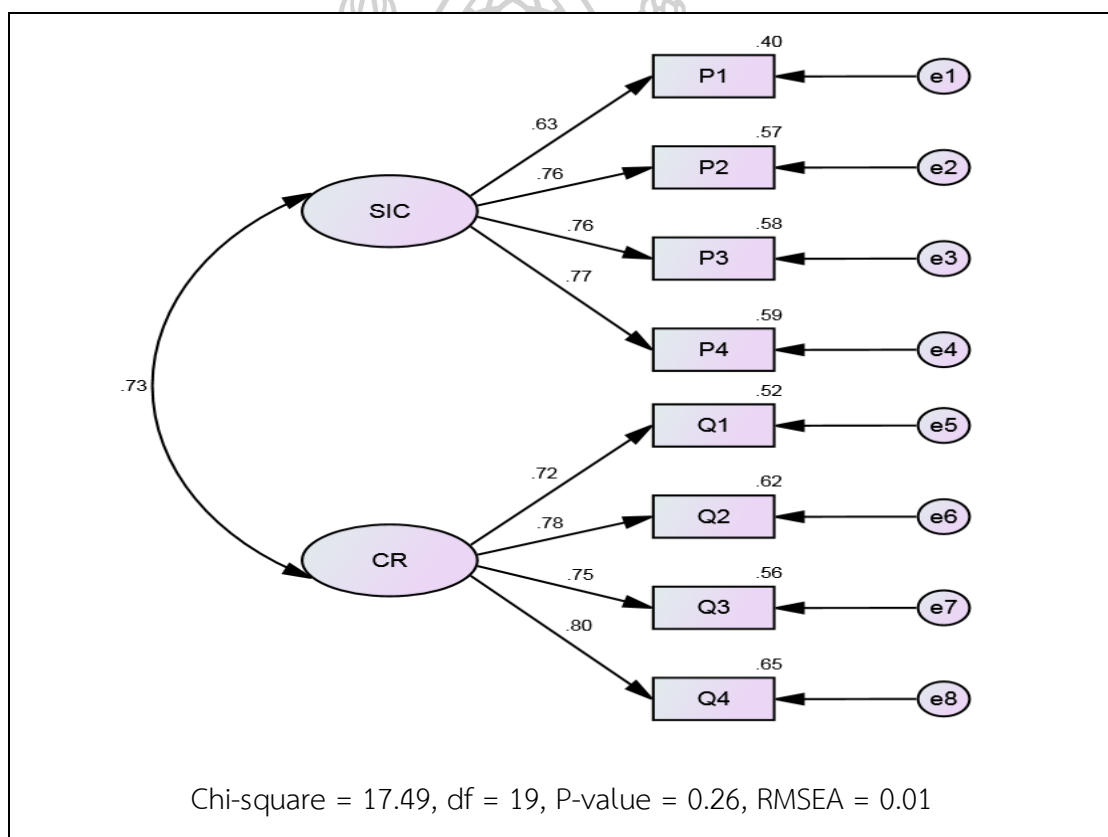 .40
P1
e1
.63
.57
P2
e2
.76
SIC
.76
.58
P3
e3
.77
.59
P4
e4
.73
.52
Q1
e5
.72
.62
Q2
e6
.78
CR
.75
.56
Q3
e7
.80
.65
Q4
e8
Chi-square = 17.49, df = 19, P-value = 0.26, RMSEA = 0.01